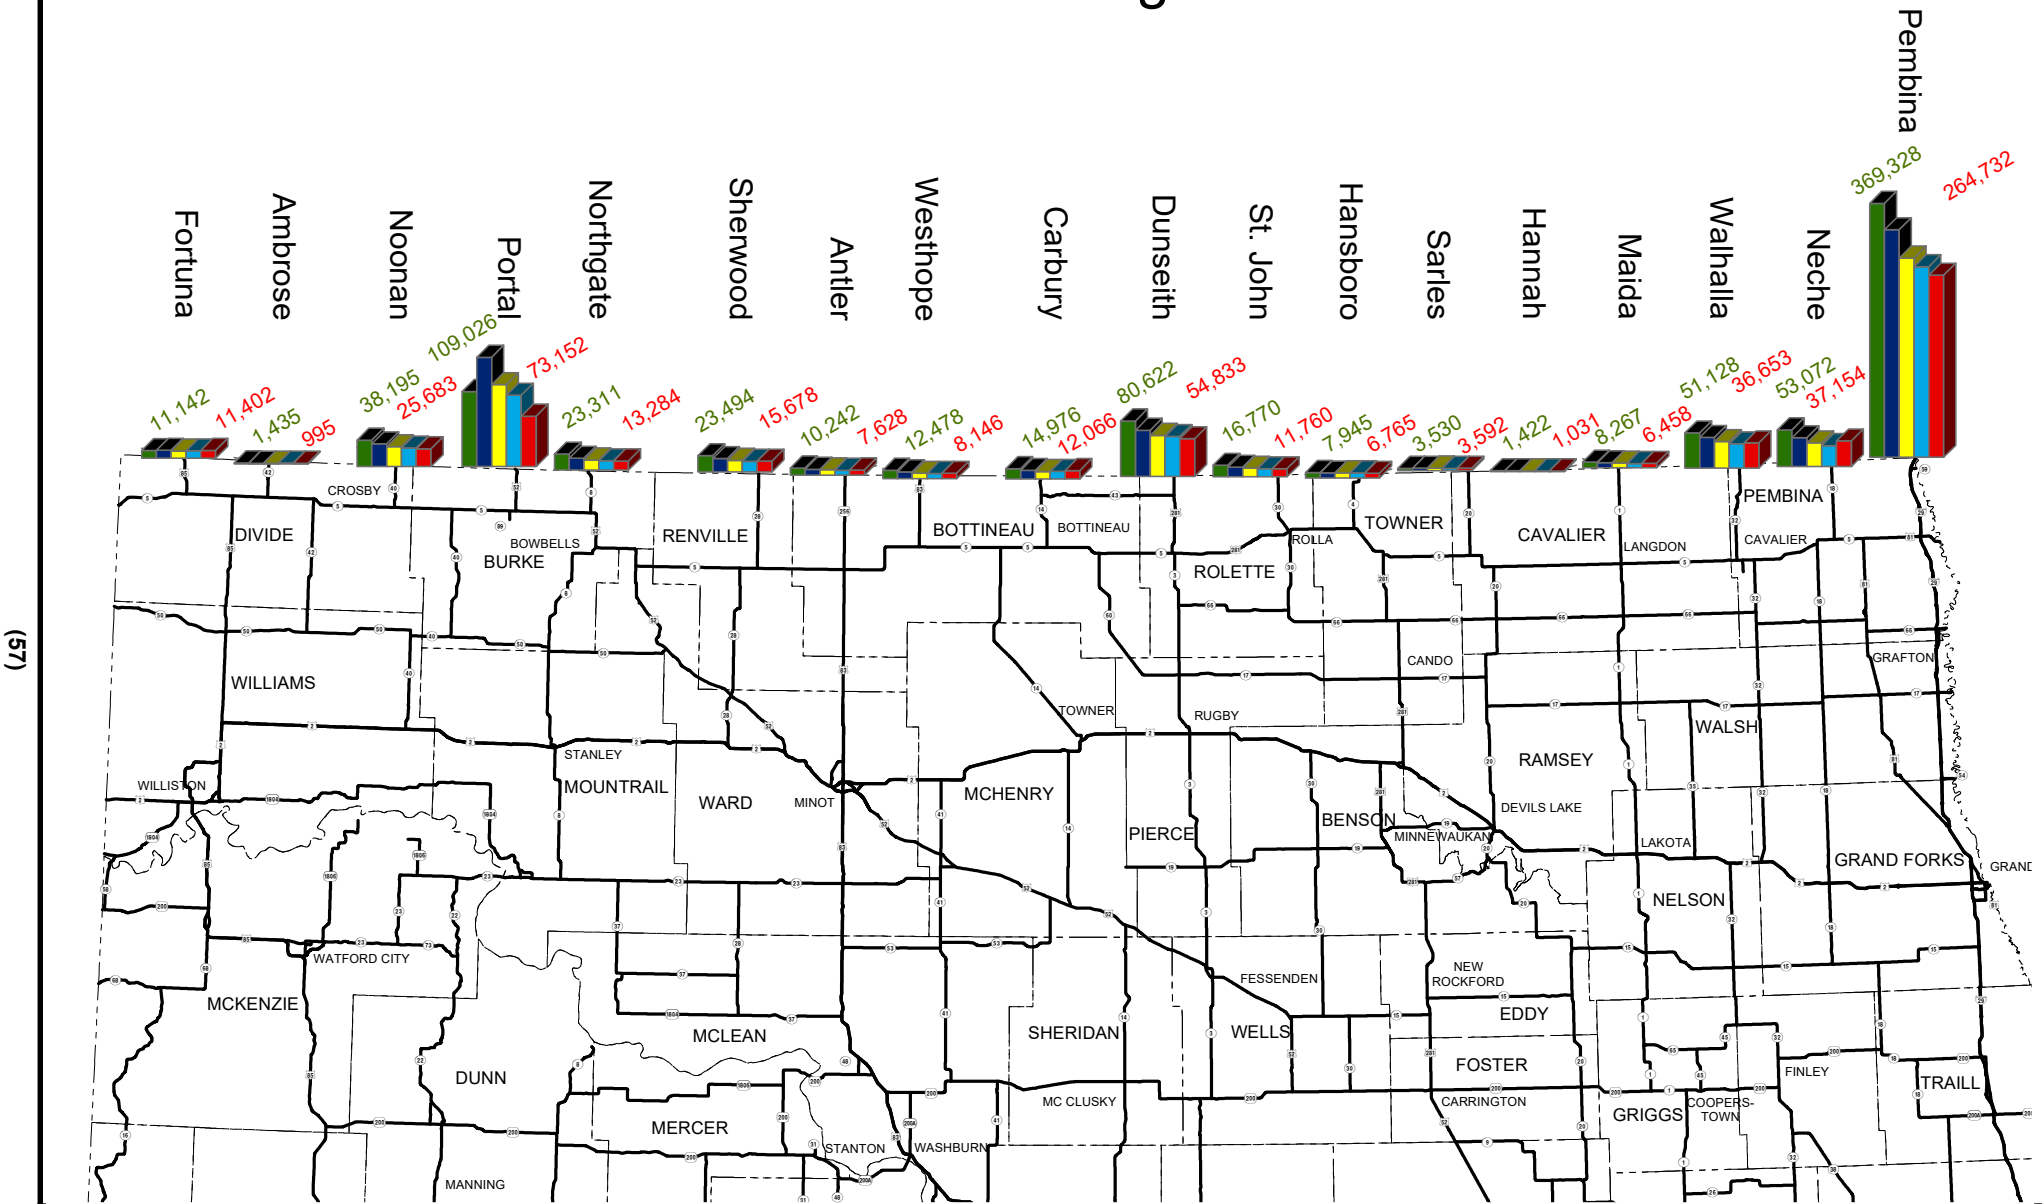 (57)
Fortuna
Ambrose
Noonan
Portal
Northgate
Sherwood
Antler
Westhope
Carbury
Dunseith
St. John
Hansboro
Sarles
Hannah
Maida
Walhalla
Neche
Pembina
11,142
11,402
1,435
995
38,195
25,683
109,026
73,152
23,311
13,284
23,494
15,678
10,242
7,628
12,478
8,146
14,976
12,066
80,622
54,833
16,770
11,760
7,945
6,765
3,530
3,592
1,422
1,031
8,267
6,458
51,128
36,653
53,072
37,154
369,328
264,732
CROSBY
DIVIDE
BURKE
BOWBELLS
RENVILLE
BOTTINEAU
BOTTINEAU
ROLETTE
ROLLA
TOWNER
CAVALIER
LANGDON
PEMBINA
CAVALIER
WILLIAMS
CANDO
GRAFTON
TOWNER
RUGBY
WALSH
STANLEY
WILLISTON
MOUNTRAIL
WARD
MINOT
MCHENRY
PIERCE
BENSON
MINNEWAUKAN
RAMSEY
DEVILS LAKE
LAKOTA
GRAND FORKS
GRAND
NELSON
WATFORD CITY
MCKENZIE
FESSENDEN
NEW
ROCKFORD
EDDY
MCLEAN
SHERIDAN
WELLS
FOSTER
DUNN
FINLEY
TRAILL
MERCER
MC CLUSKY
CARRINGTON
GRIGGS
COOPERS-
TOWN
STANTON
WASHBURN
MANNING